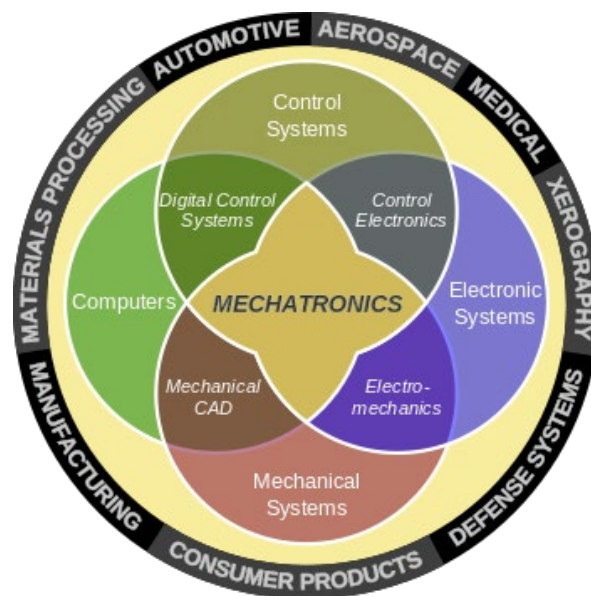 AUTOMOTIVE
AEROSPACE
MEDICAL
XEROGRAPHY
DEFENSE SYSTEMS
CONSUMER PRODUCTS
MANUFACTURING
MATERIALS PROCESSING
Control
Systems
Digital Control
Systems
Control
Electronics
Computers
MECHATRONICS
Electronic
Systems
Mechanical
CAD
Electro-
mechanics
Mechanical
Systems